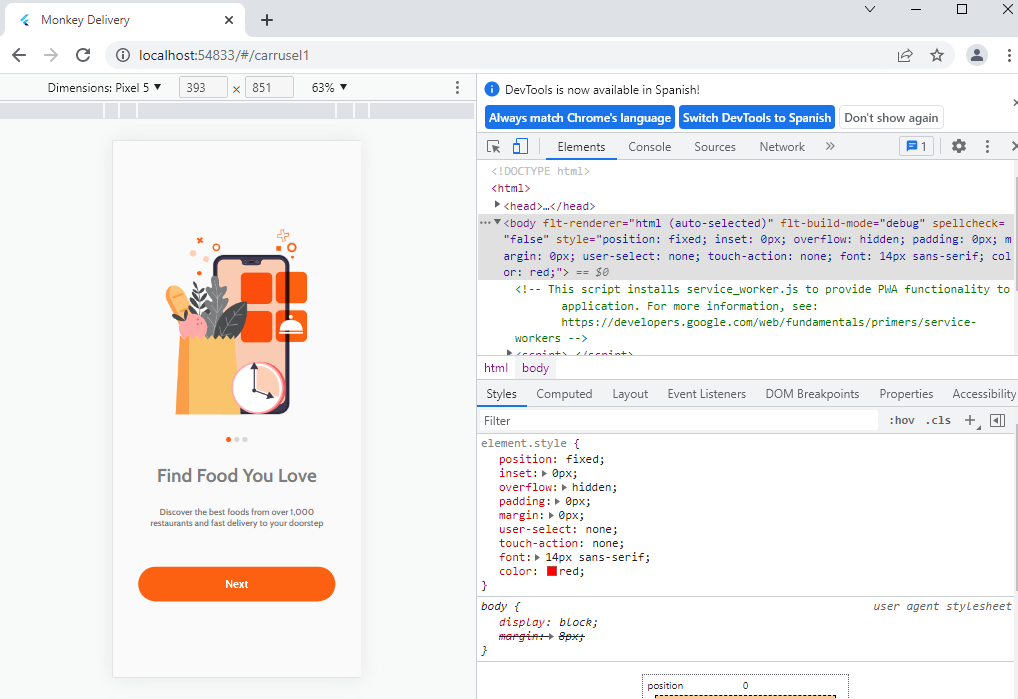 Monkey Delivery
localhost:54833/#/carrusel1
Dimensions: Pixel 5 ▼ 393 × 851 63% ▼
DevTools is now available in Spanish!
Always match Chrome's language Switch DevTools to Spanish Don't show again
Elements Console Sources Network » 1
<!DOCTYPE html>
<html>
▶<head>…</head>
…▼<body flt-renderer="html (auto-selected)" flt-build-mode="debug" spellcheck=
"false" style="position: fixed; inset: 0px; overflow: hidden; padding: 0px; m
argin: 0px; user-select: none; touch-action: none; font: 14px sans-serif; col
or: red;"> == $0
<!-- This script installs service_worker.js to provide PWA functionality to
application. For more information, see:
https://developers.google.com/web/fundamentals/primers/service-
workers -->
▶<script>…</script>
html body
Styles Computed Layout Event Listeners DOM Breakpoints Properties Accessibility
Filter :hov .cls +
element.style {
position: fixed;
inset:▶ 0px;
overflow:▶ hidden;
padding:▶ 0px;
margin:▶ 0px;
user-select: none;
touch-action: none;
font:▶ 14px sans-serif;
color: red;
}
body { user agent stylesheet
display: block;
margin:▶ 8px;
}
position 0
Find Food You Love
Discover the best foods from over 1,000
restaurants and fast delivery to your doorstep
Next